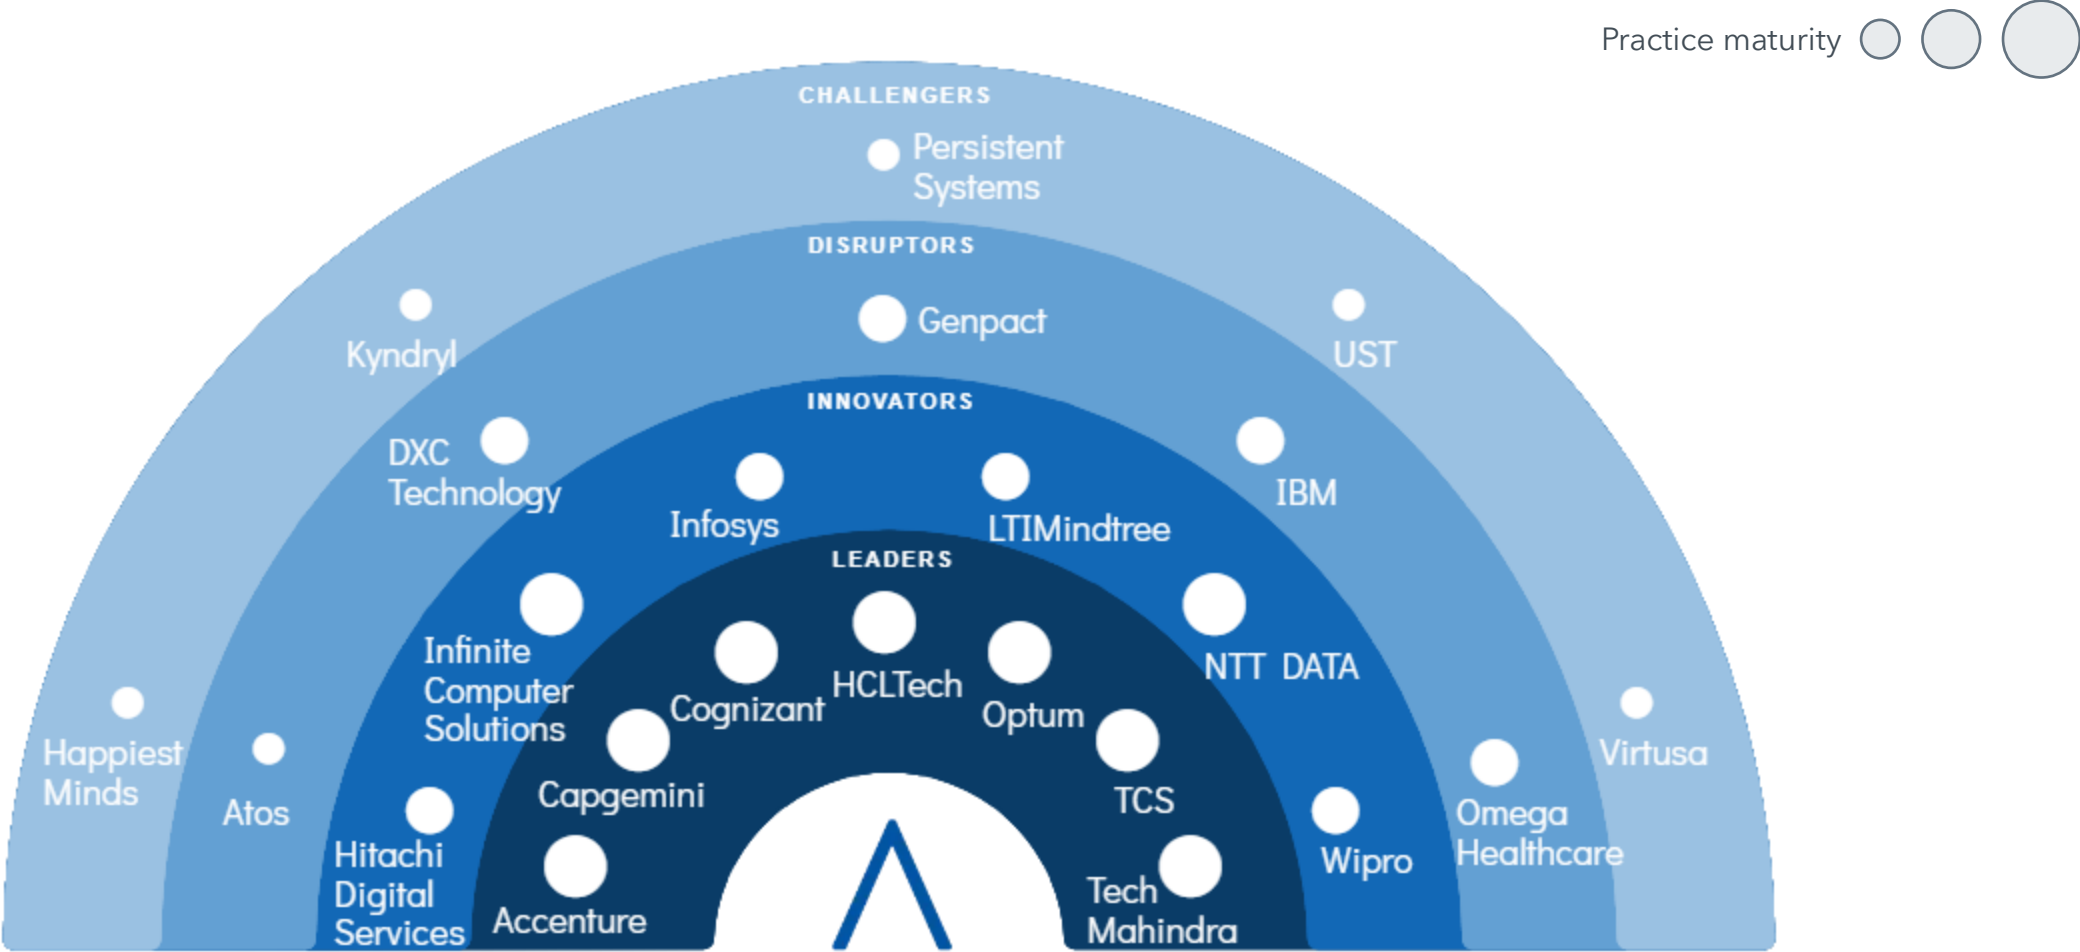 Practice maturity
CHALLENGERS
Persistent
Systems
Kyndryl
UST
Happiest
Minds
Virtusa
DISRUPTORS
Genpact
DXC
Technology
IBM
Atos
Omega
Healthcare
INNOVATORS
Infosys
LTIMindtree
Infinite
Computer
Solutions
NTT DATA
Hitachi
Digital
Services
Wipro
LEADERS
HCLTech
Cognizant
Optum
Capgemini
TCS
Accenture
Tech
Mahindra